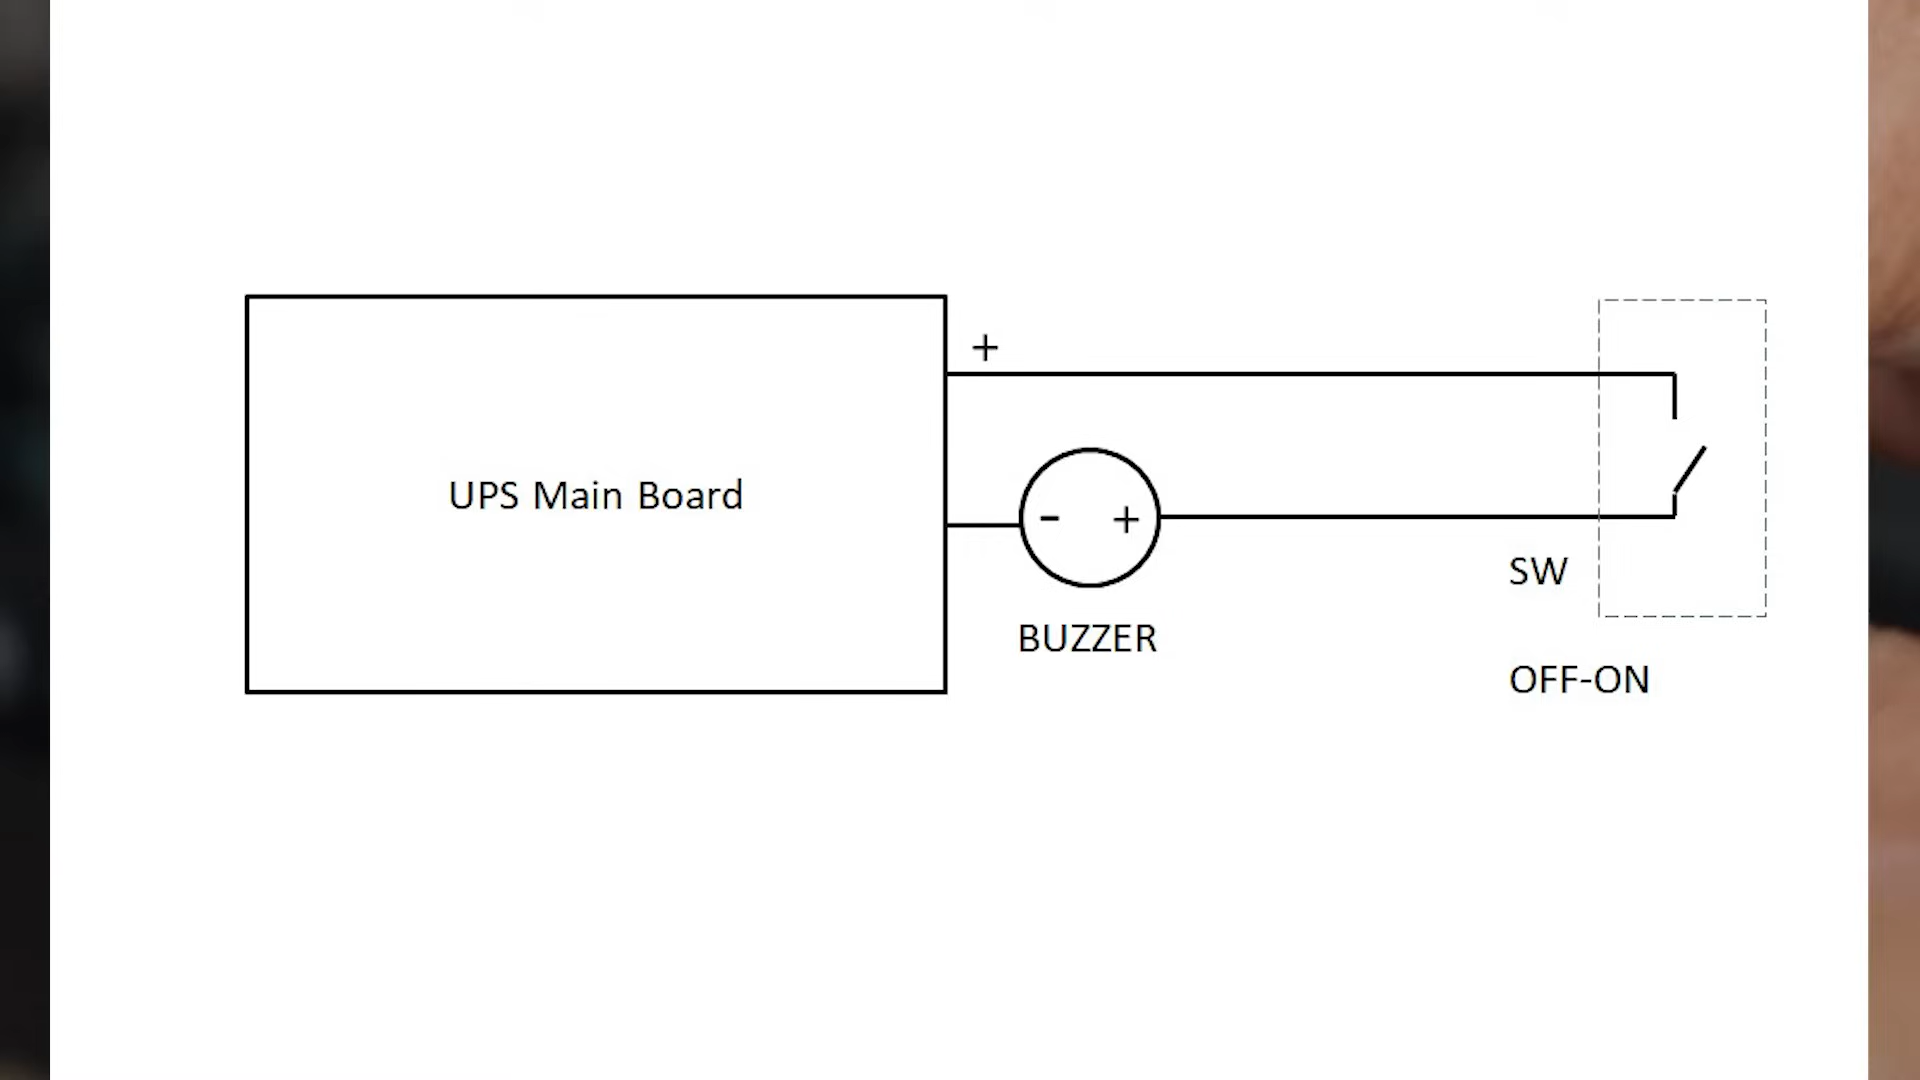 +
UPS Main Board
- +
SW
BUZZER
OFF-ON